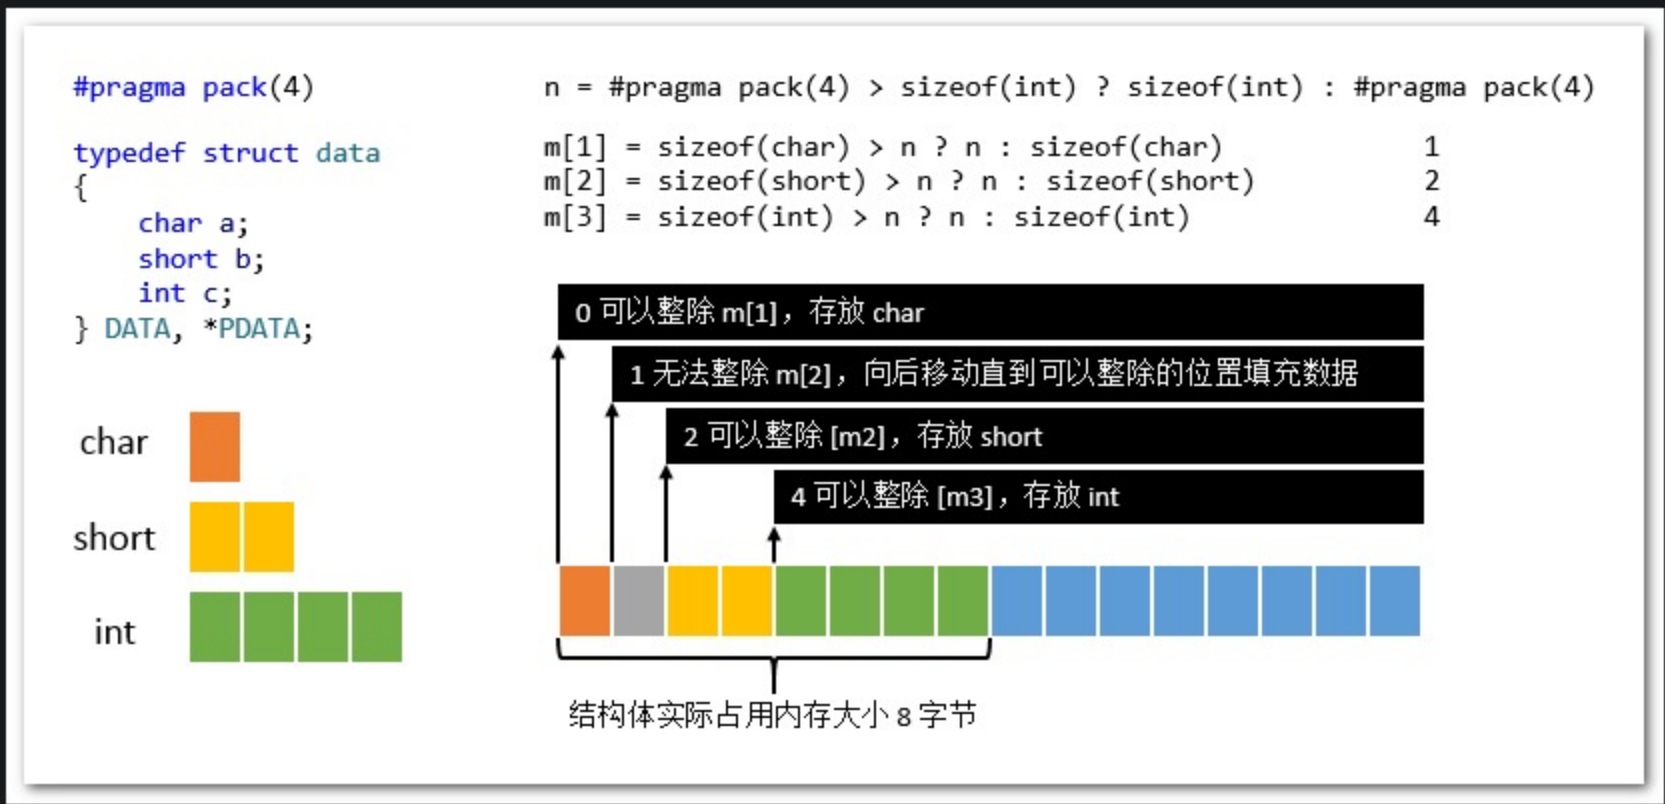 #pragma pack(4)
typedef struct data
{
    char a;
    short b;
    int c;
} DATA, *PDATA;
char
short
int
n = #pragma pack(4) > sizeof(int) ? sizeof(int) : #pragma pack(4)
m[1] = sizeof(char) > n ? n : sizeof(char) 1
m[2] = sizeof(short) > n ? n : sizeof(short) 2
m[3] = sizeof(int) > n ? n : sizeof(int) 4
0 可以整除 m[1]，存放 char
1 无法整除 m[2]，向后移动直到可以整除的位置填充数据
2 可以整除 [m2]，存放 short
4 可以整除 [m3]，存放 int
结构体实际占用内存大小 8 字节